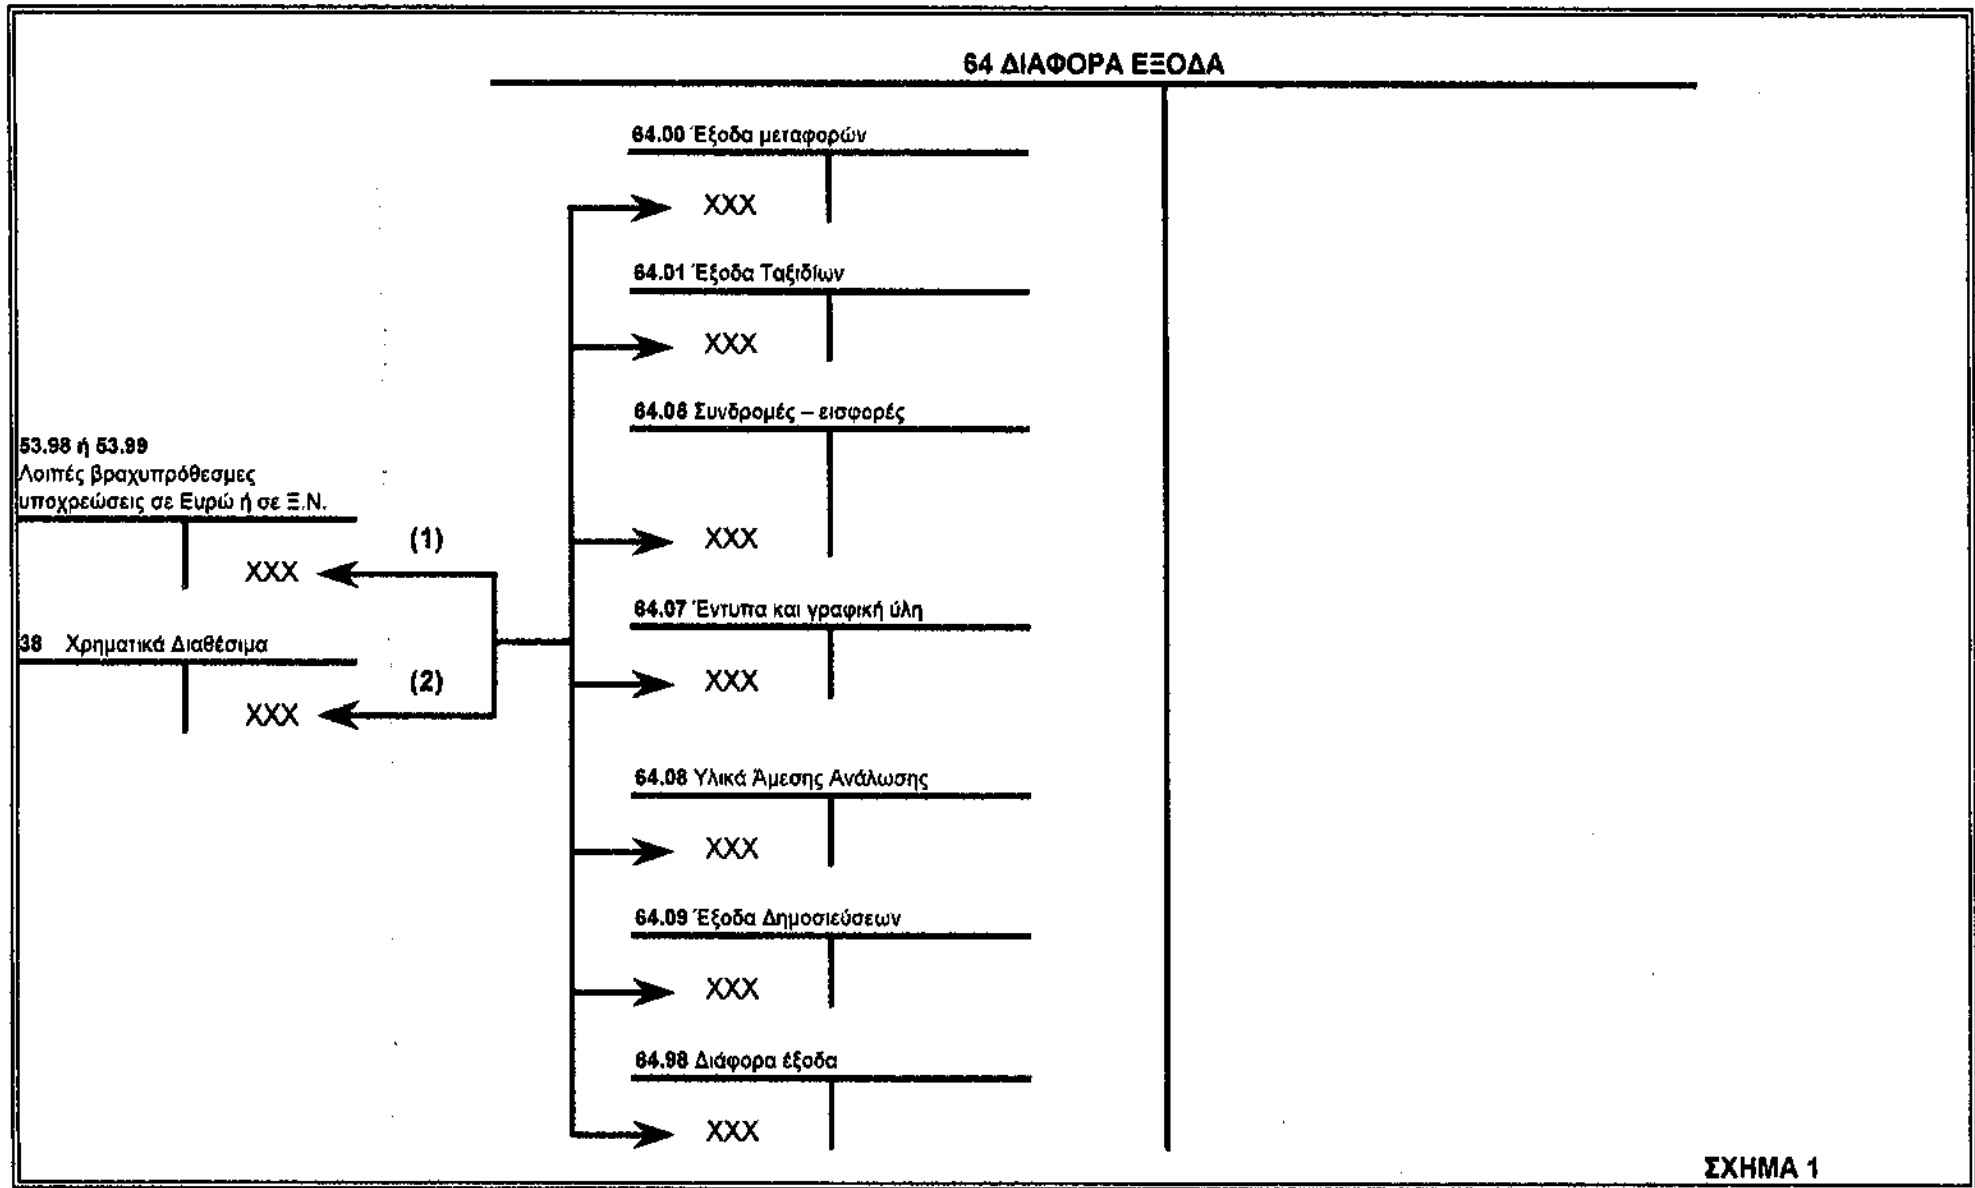 64 ΔΙΑΦΟΡΑ ΕΞΟΔΑ
64.00 Έξοδα μεταφορών
XXX
64.01 Έξοδα Ταξιδίων
XXX
64.06 Συνδρομές – εισφορές
XXX
64.07 Έντυπα και γραφική ύλη
XXX
64.08 Υλικά Άμεσης Ανάλωσης
XXX
64.09 Έξοδα Δημοσιεύσεων
XXX
64.98 Διάφορα έξοδα
XXX
53.98 ή 53.99
Λοιπές βραχυπρόθεσμες
υποχρεώσεις σε Ευρώ ή σε Ξ.Ν.
(1)
XXX
38 Χρηματικά Διαθέσιμα
(2)
XXX
ΣΧΗΜΑ 1